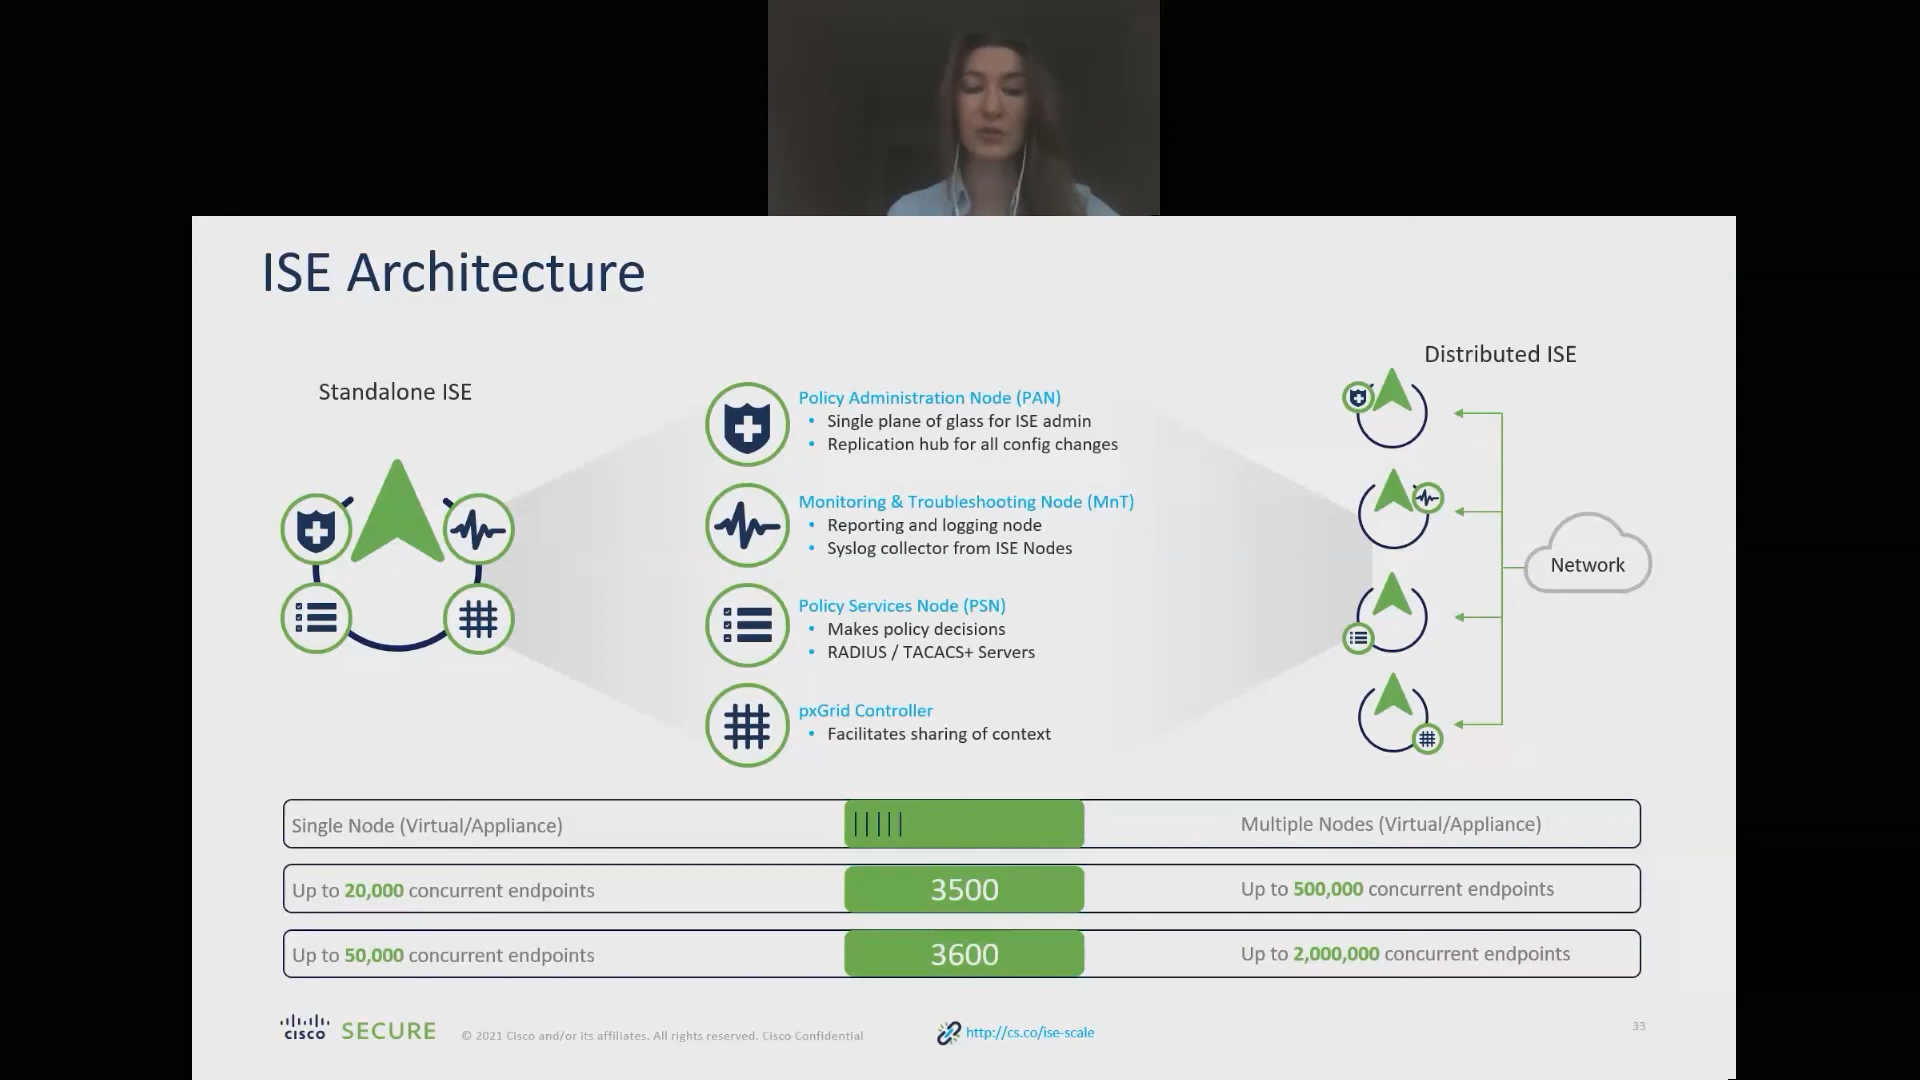 ISE Architecture
Standalone ISE
Policy Administration Node (PAN)
• Single plane of glass for ISE admin
• Replication hub for all config changes
Monitoring & Troubleshooting Node (MnT)
• Reporting and logging node
• Syslog collector from ISE Nodes
Policy Services Node (PSN)
• Makes policy decisions
• RADIUS / TACACS+ Servers
pxGrid Controller
• Facilitates sharing of context
Distributed ISE
Network
Single Node (Virtual/Appliance)
Multiple Nodes (Virtual/Appliance)
Up to 20,000 concurrent endpoints
3500
Up to 500,000 concurrent endpoints
Up to 50,000 concurrent endpoints
3600
Up to 2,000,000 concurrent endpoints
CISCO SECURE
© 2021 Cisco and/or its affiliates. All rights reserved. Cisco Confidential
http://cs.co/ise-scale
33